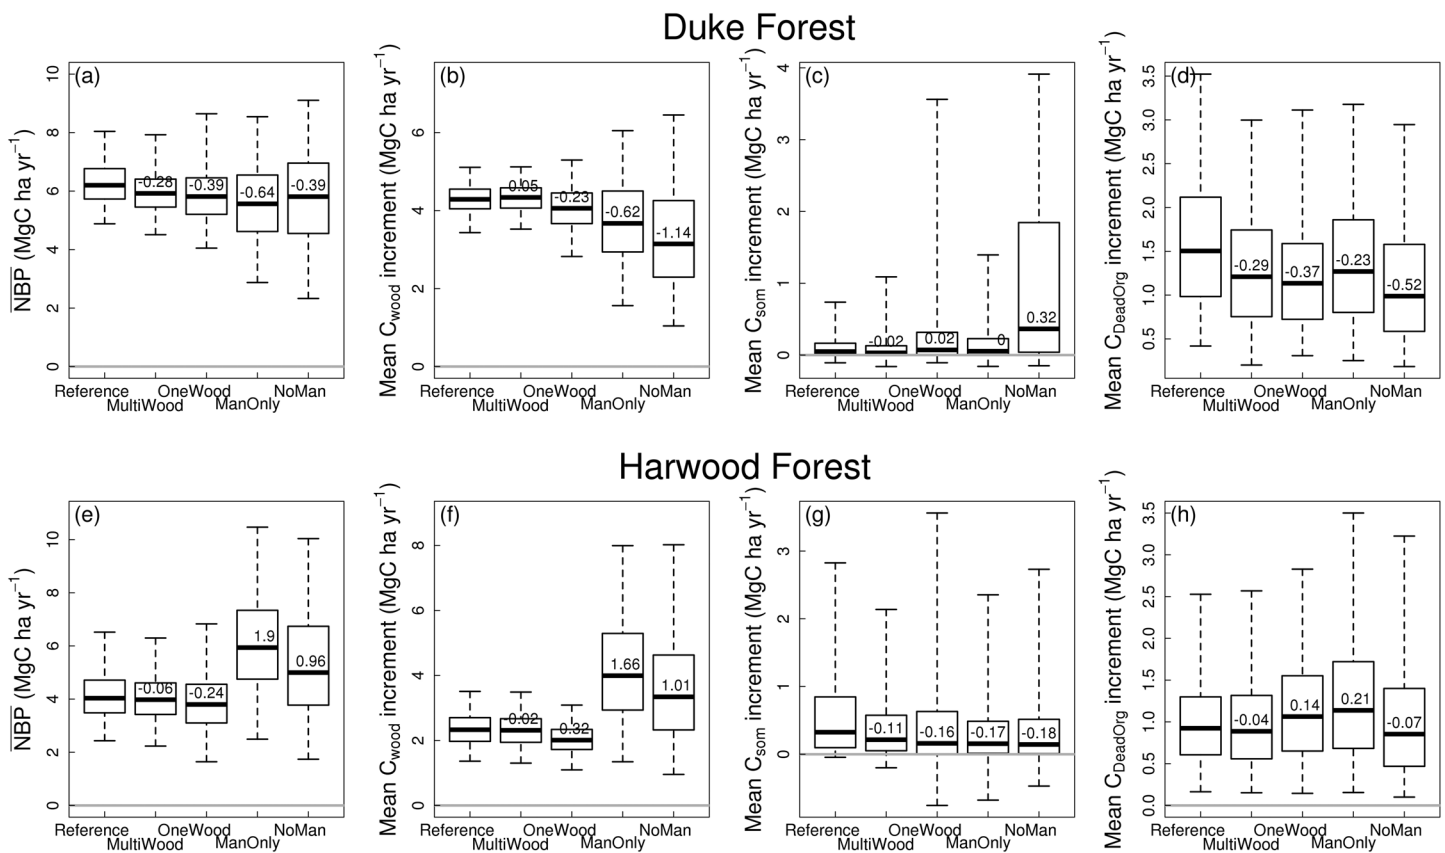 Duke Forest
(a)
NBP (MgC ha yr⁻¹)
0 2 4 6 8 10
-0.28 -0.39 -0.64 -0.39
Reference MultiWood OneWood ManOnly NoMan
(b)
Mean Cwood increment (MgC ha yr⁻¹)
0 2 4 6
0.05 -0.23 -0.62 -1.14
Reference MultiWood OneWood ManOnly NoMan
(c)
Mean Csom increment (MgC ha yr⁻¹)
0 1 2 3 4
-0.02 0.02 0 0.32
Reference MultiWood OneWood ManOnly NoMan
(d)
Mean CDeadOrg increment (MgC ha yr⁻¹)
0.5 1.0 1.5 2.0 2.5 3.0 3.5
-0.29 -0.37 -0.23 -0.52
Reference MultiWood OneWood ManOnly NoMan
Harwood Forest
(e)
NBP (MgC ha yr⁻¹)
0 2 4 6 8 10
-0.06 -0.24 1.9 0.96
Reference MultiWood OneWood ManOnly NoMan
(f)
Mean Cwood increment (MgC ha yr⁻¹)
0 2 4 6 8
-0.02 -0.32 1.66 1.01
Reference MultiWood OneWood ManOnly NoMan
(g)
Mean Csom increment (MgC ha yr⁻¹)
0 1 2 3
-0.11 -0.16 -0.17 -0.18
Reference MultiWood OneWood ManOnly NoMan
(h)
Mean CDeadOrg increment (MgC ha yr⁻¹)
0.0 0.5 1.0 1.5 2.0 2.5 3.0 3.5
-0.04 0.14 0.21 -0.07
Reference MultiWood OneWood ManOnly NoMan